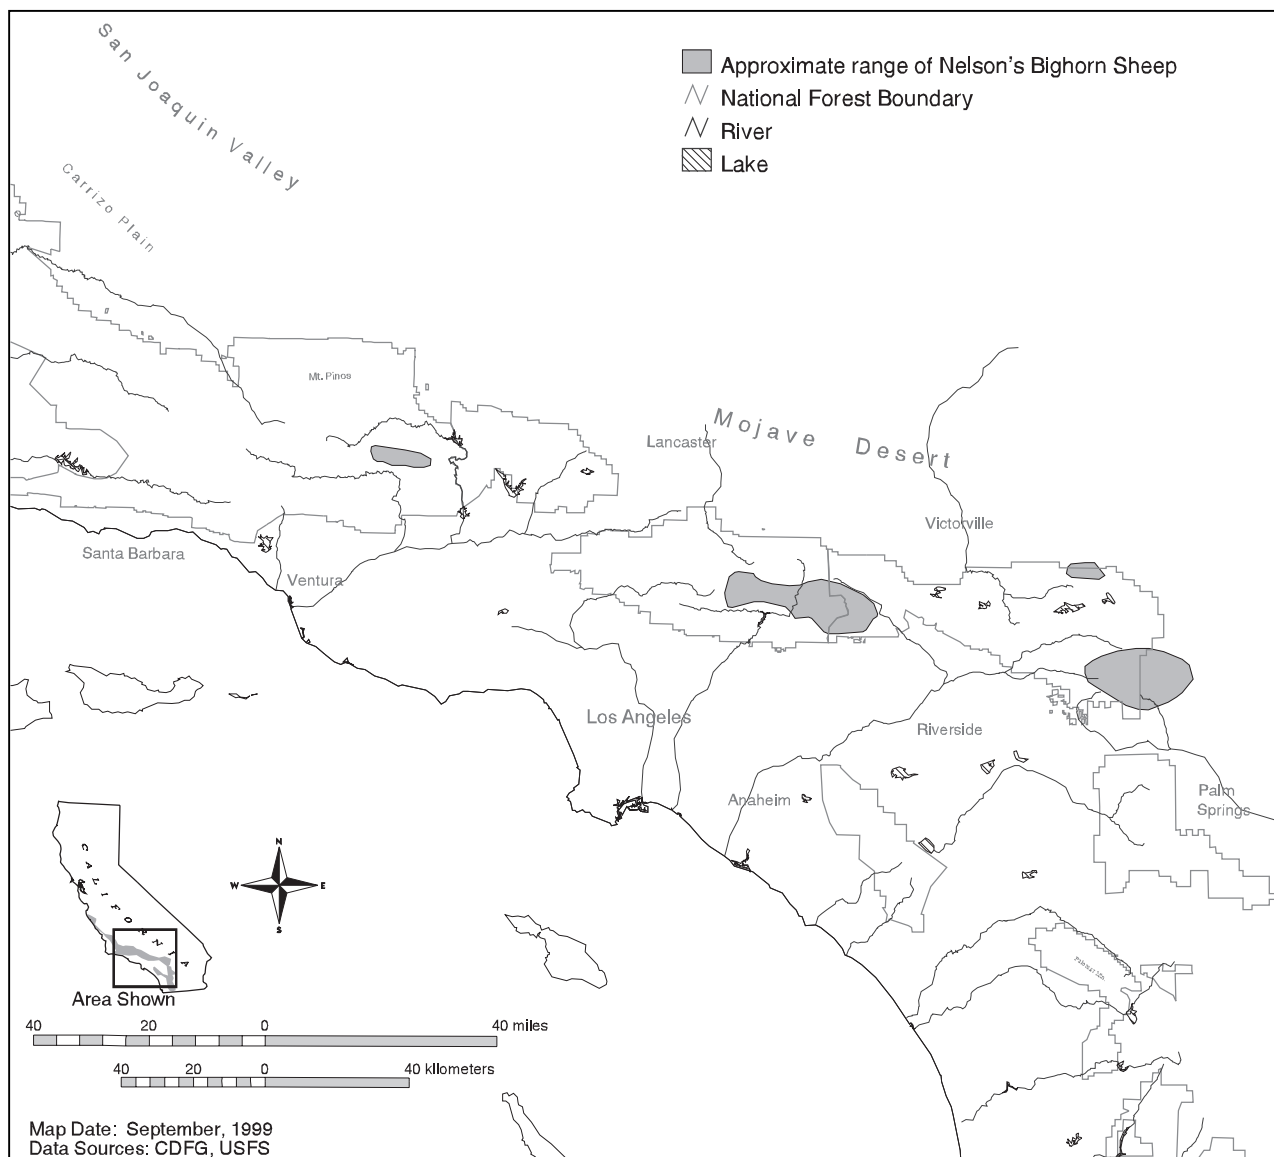 San Joaquin Valley
Carrizo Plain
e
Approximate range of Nelson's Bighorn Sheep
National Forest Boundary
River
Lake
Mt. Pinos
Lancaster
Mojave Desert
Victorville
Santa Barbara
Ventura
Los Angeles
Riverside
Anaheim
Palm
Springs
CALIFORNIA
N
W E
S
Area Shown
40 20 0 40 miles
40 20 0 40 kIlometers
Map Date: September, 1999
Data Sources: CDFG, USFS